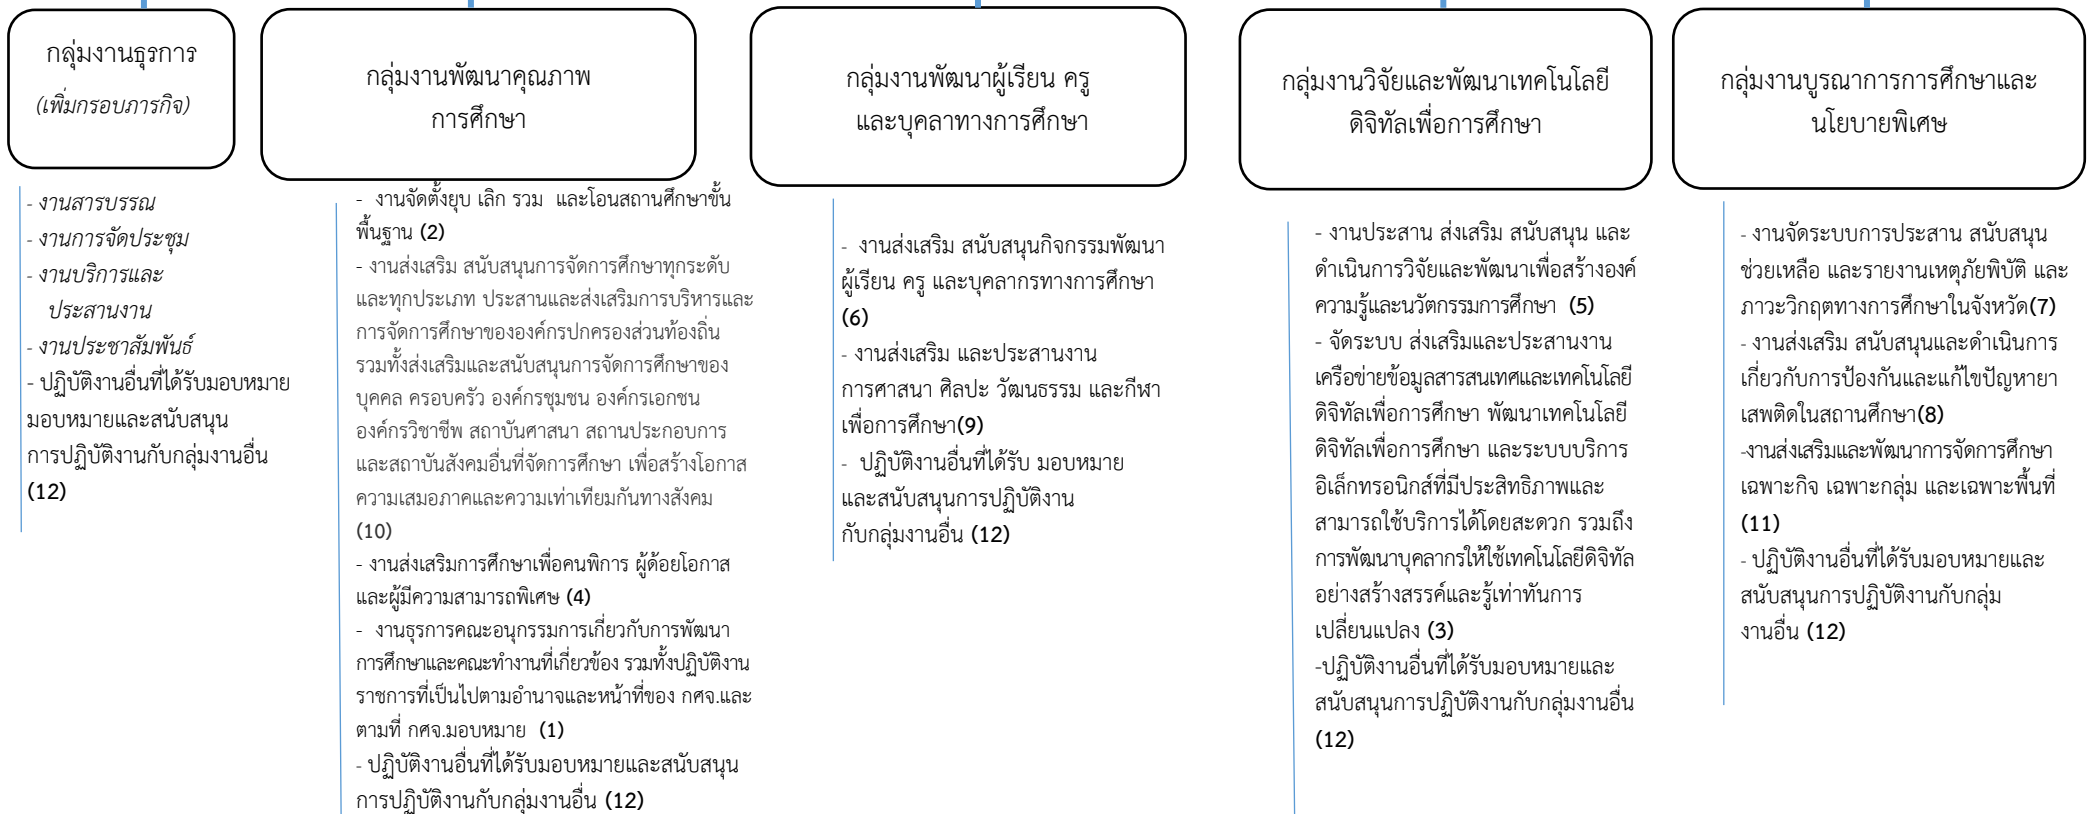 กลุ่มงานธุรการ
(เพิ่มกรอบภารกิจ)
- งานสารบรรณ
- งานการจัดประชุม
- งานบริการและ
ประสานงาน
- งานประชาสัมพันธ์
- ปฏิบัติงานอื่นที่ได้รับมอบหมาย
มอบหมายและสนับสนุน
การปฏิบัติงานกับกลุ่มงานอื่น
(12)
กลุ่มงานพัฒนาคุณภาพ
การศึกษา
- งานจัดตั้งยุบ เลิก รวม และโอนสถานศึกษาขั้น
พื้นฐาน (2)
- งานส่งเสริม สนับสนุนการจัดการศึกษาทุกระดับ
และทุกประเภท ประสานและส่งเสริมการบริหารและ
การจัดการศึกษาขององค์กรปกครองส่วนท้องถิ่น
รวมทั้งส่งเสริมและสนับสนุนการจัดการศึกษาของ
บุคคล ครอบครัว องค์กรชุมชน องค์กรเอกชน
องค์กรวิชาชีพ สถาบันศาสนา สถานประกอบการ
และสถาบันสังคมอื่นที่จัดการศึกษา เพื่อสร้างโอกาส
ความเสมอภาคและความเท่าเทียมกันทางสังคม
(10)
- งานส่งเสริมการศึกษาเพื่อคนพิการ ผู้ด้อยโอกาส
และผู้มีความสามารถพิเศษ (4)
- งานธุรการคณะอนุกรรมการเกี่ยวกับการพัฒนา
การศึกษาและคณะทำงานที่เกี่ยวข้อง รวมทั้งปฏิบัติงาน
ราชการที่เป็นไปตามอำนาจและหน้าที่ของ กศจ.และ
ตามที่ กศจ.มอบหมาย (1)
- ปฏิบัติงานอื่นที่ได้รับมอบหมายและสนับสนุน
การปฏิบัติงานกับกลุ่มงานอื่น (12)
กลุ่มงานพัฒนาผู้เรียน ครู
และบุคลาทางการศึกษา
- งานส่งเสริม สนับสนุนกิจกรรมพัฒนา
ผู้เรียน ครู และบุคลากรทางการศึกษา
(6)
- งานส่งเสริม และประสานงาน
การศาสนา ศิลปะ วัฒนธรรม และกีฬา
เพื่อการศึกษา(9)
- ปฏิบัติงานอื่นที่ได้รับ มอบหมาย
และสนับสนุนการปฏิบัติงาน
กับกลุ่มงานอื่น (12)
กลุ่มงานวิจัยและพัฒนาเทคโนโลยี
ดิจิทัลเพื่อการศึกษา
- งานประสาน ส่งเสริม สนับสนุน และ
ดำเนินการวิจัยและพัฒนาเพื่อสร้างองค์
ความรู้และนวัตกรรมการศึกษา (5)
- จัดระบบ ส่งเสริมและประสานงาน
เครือข่ายข้อมูลสารสนเทศและเทคโนโลยี
ดิจิทัลเพื่อการศึกษา พัฒนาเทคโนโลยี
ดิจิทัลเพื่อการศึกษา และระบบบริการ
อิเล็กทรอนิกส์ที่มีประสิทธิภาพและ
สามารถใช้บริการได้โดยสะดวก รวมถึง
การพัฒนาบุคลากรให้ใช้เทคโนโลยีดิจิทัล
อย่างสร้างสรรค์และรู้เท่าทันการ
เปลี่ยนแปลง (3)
-ปฏิบัติงานอื่นที่ได้รับมอบหมายและ
สนับสนุนการปฏิบัติงานกับกลุ่มงานอื่น
(12)
กลุ่มงานบูรณาการการศึกษาและ
นโยบายพิเศษ
- งานจัดระบบการประสาน สนับสนุน
ช่วยเหลือ และรายงานเหตุภัยพิบัติ และ
ภาวะวิกฤตทางการศึกษาในจังหวัด(7)
- งานส่งเสริม สนับสนุนและดำเนินการ
เกี่ยวกับการป้องกันและแก้ไขปัญหายา
เสพติดในสถานศึกษา(8)
-งานส่งเสริมและพัฒนาการจัดการศึกษา
เฉพาะกิจ เฉพาะกลุ่ม และเฉพาะพื้นที่
(11)
- ปฏิบัติงานอื่นที่ได้รับมอบหมายและ
สนับสนุนการปฏิบัติงานกับกลุ่ม
งานอื่น (12)